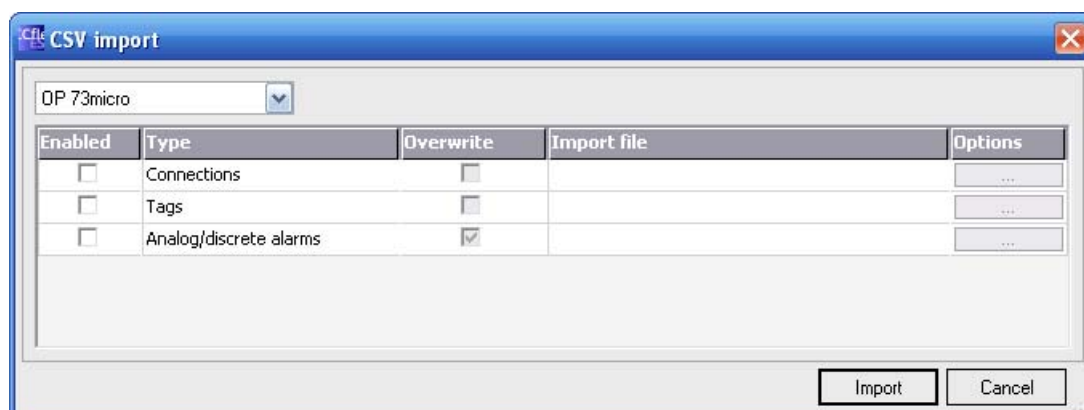 CSV import
OP 73micro
Enabled Type Overwrite Import file Options
Connections ...
Tags ...
Analog/discrete alarms ...
Import Cancel